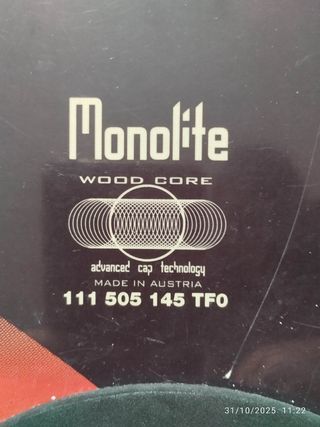 Monolite
WOOD CORE
advanced cap technology
MADE IN AUSTRIA
111 505 145 TF0
31/10/2025 11:22